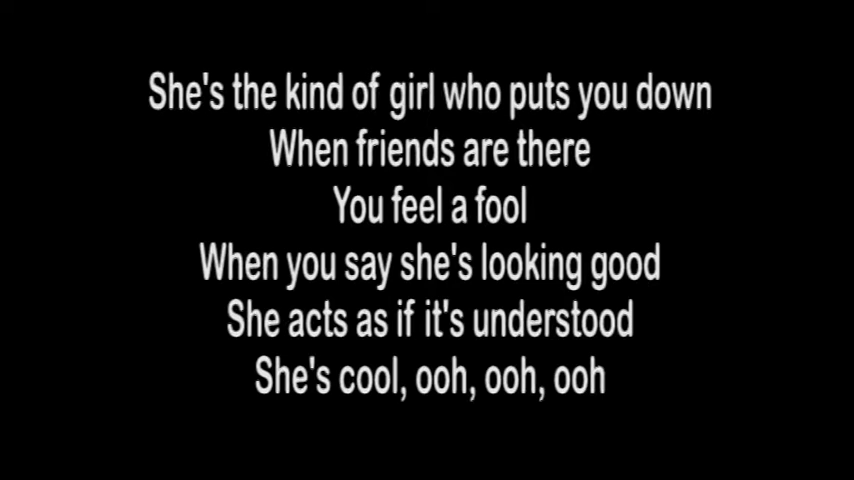 She's the kind of girl who puts you down
When friends are there
You feel a fool
When you say she's looking good
She acts as if it's understood
She's cool, ooh, ooh, ooh